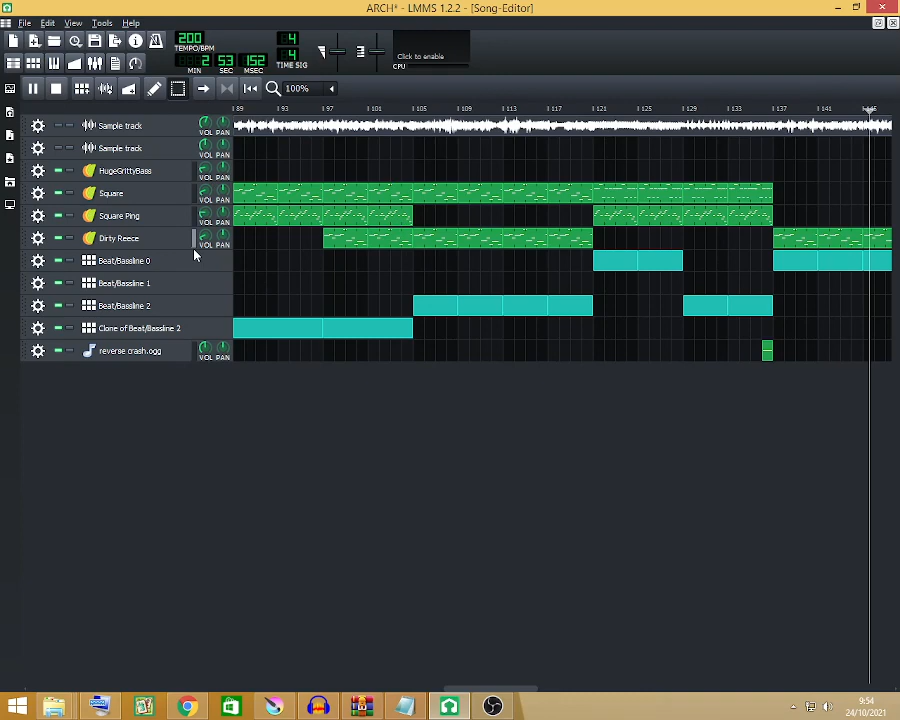 ARCH* - LMMS 1.2.2 - [Song-Editor]
File Edit View Tools Help
200
TEMPO/BPM
2 53 152
MIN SEC MSEC
4
4
TIME SIG
Click to enable
CPU
100%
89 93 97 101 105 109 113 117 121 125 129 133 137 141 145
Sample track VOL PAN
Sample track VOL PAN
HugeGrittyBass VOL PAN
Square VOL PAN
Square Ping VOL PAN
Dirty Reece VOL PAN
Beat/Bassline 0
Beat/Bassline 1
Beat/Bassline 2
Clone of Beat/Bassline 2
reverse crash.ogg VOL PAN
9:54
24/10/2021